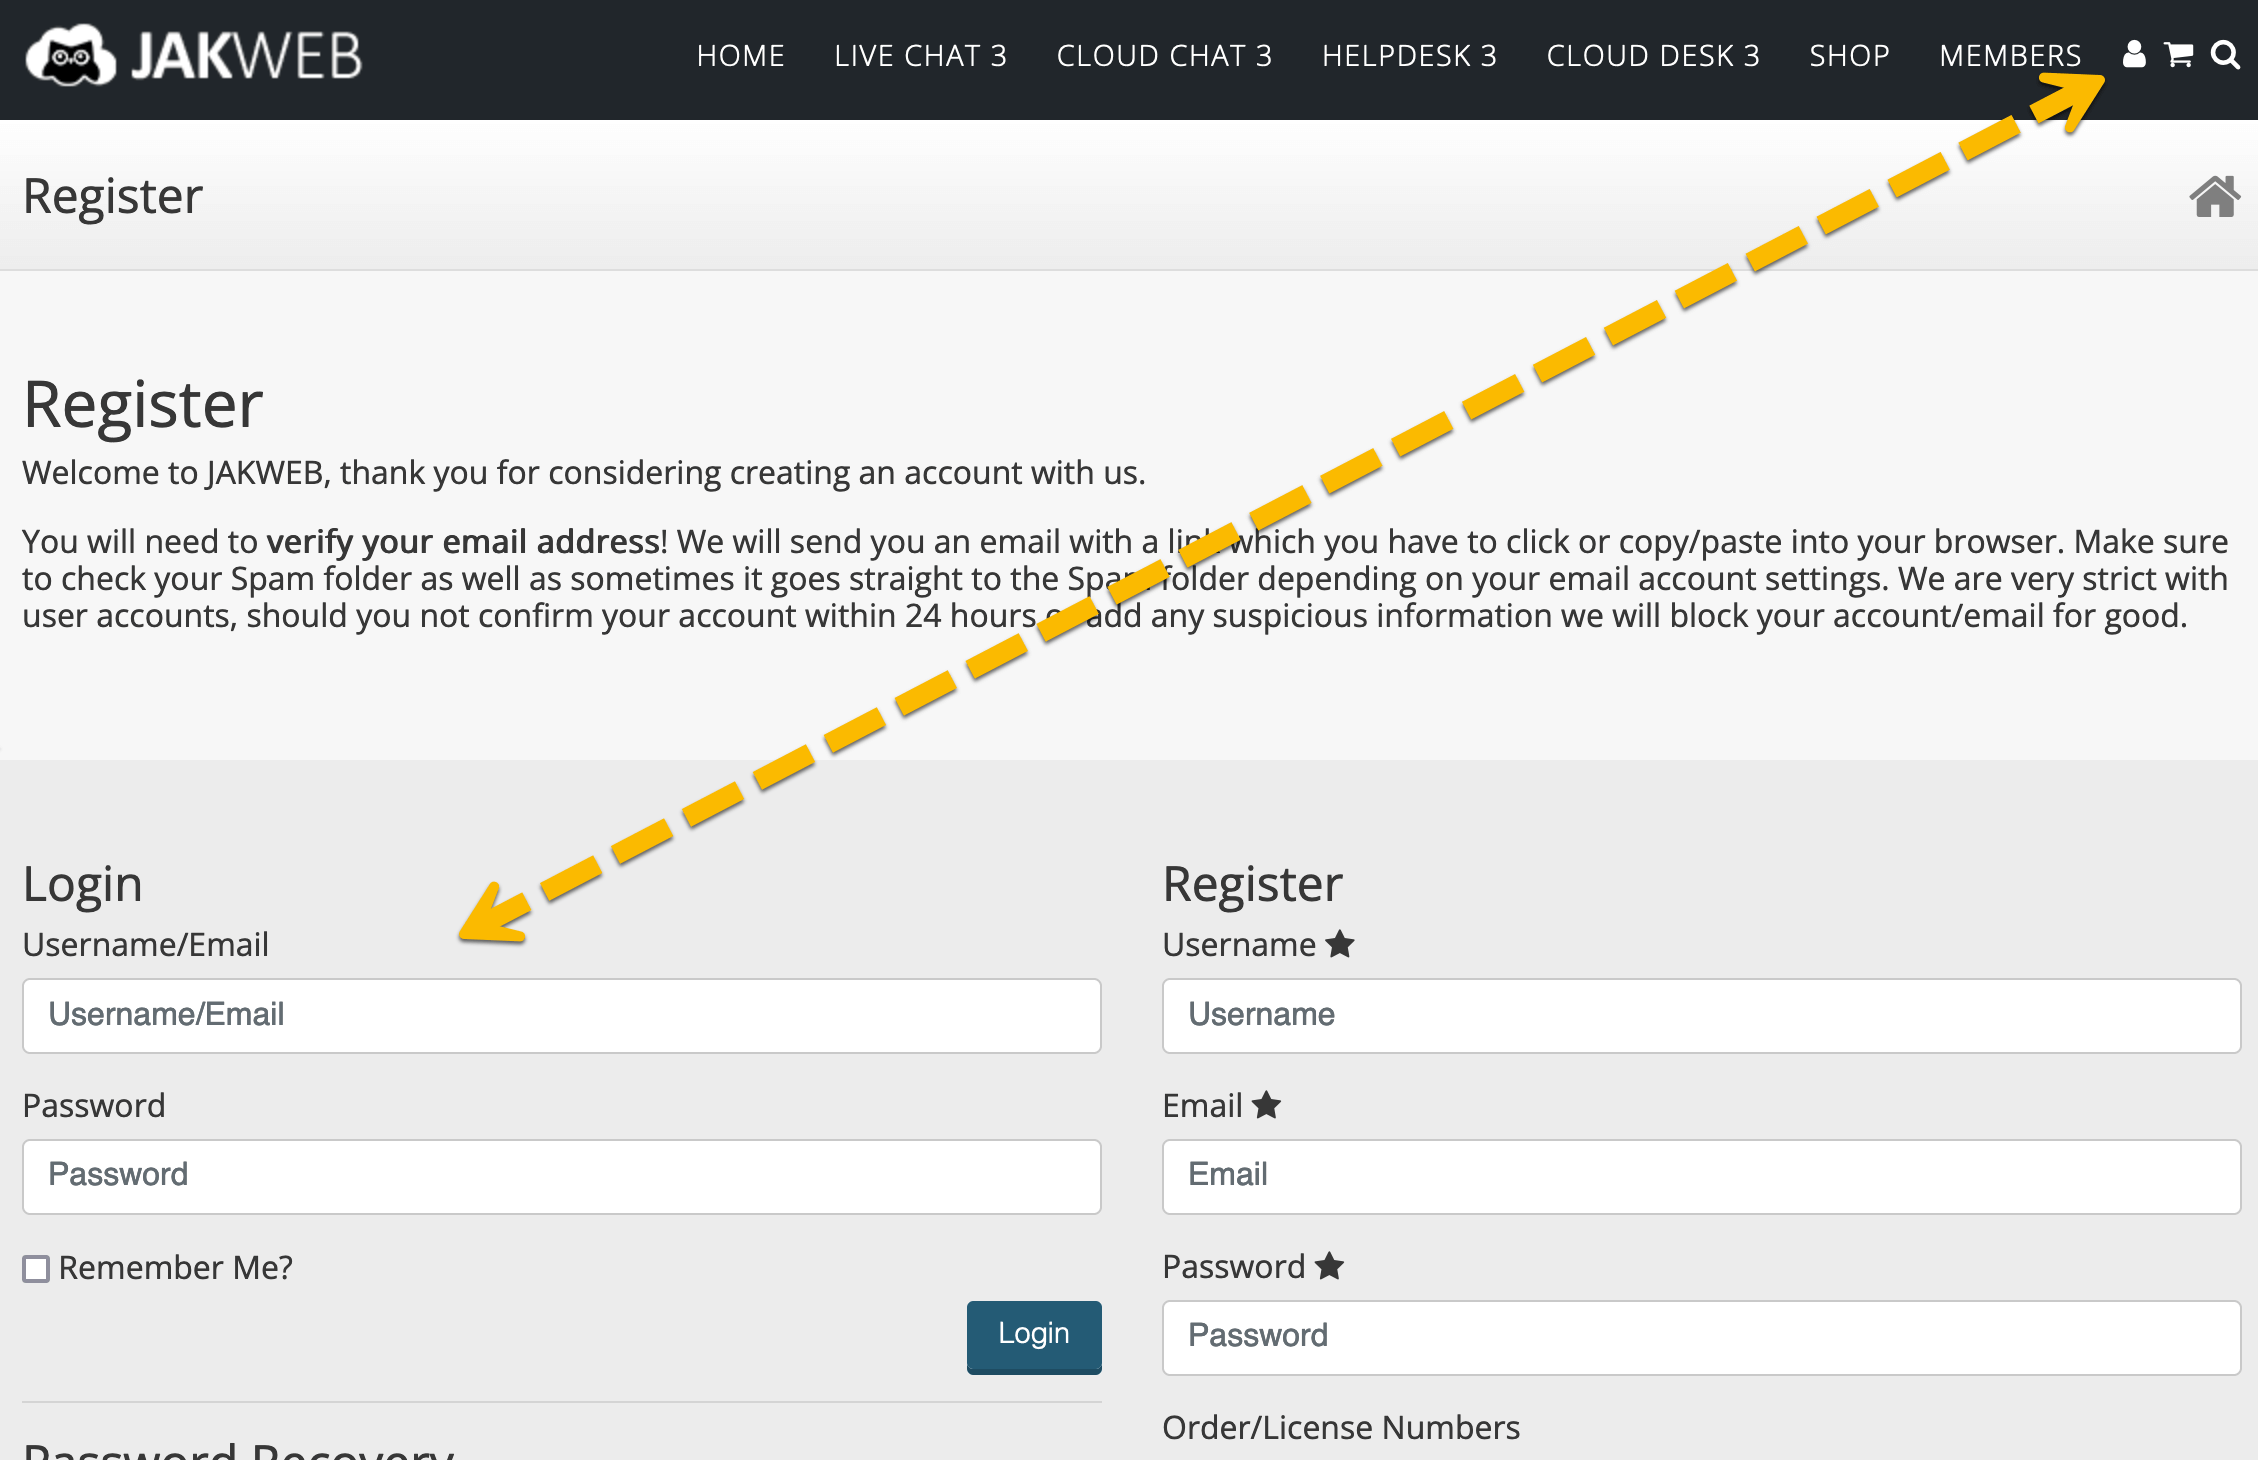 JAKWEB
HOME LIVE CHAT 3 CLOUD CHAT 3 HELPDESK 3 CLOUD DESK 3 SHOP MEMBERS
Register
Register
Welcome to JAKWEB, thank you for considering creating an account with us.
You will need to verify your email address! We will send you an email with a link which you have to click or copy/paste into your browser. Make sure
to check your Spam folder as well as sometimes it goes straight to the Spam folder depending on your email account settings. We are very strict with
user accounts, should you not confirm your account within 24 hours or add any suspicious information we will block your account/email for good.
Login
Username/Email
Username/Email
Password
Password
Remember Me?
Login
Password Recovery
Register
Username
Username
Email
Email
Password
Password
Order/License Numbers